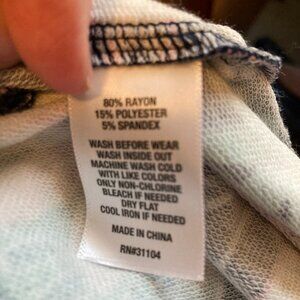 80% RAYON
15% POLYESTER
5% SPANDEX
WASH BEFORE WEAR
WASH INSIDE OUT
MACHINE WASH COLD
WITH LIKE COLORS
ONLY NON-CHLORINE
BLEACH IF NEEDED
DRY FLAT
COOL IRON IF NEEDED
MADE IN CHINA
RN#31104